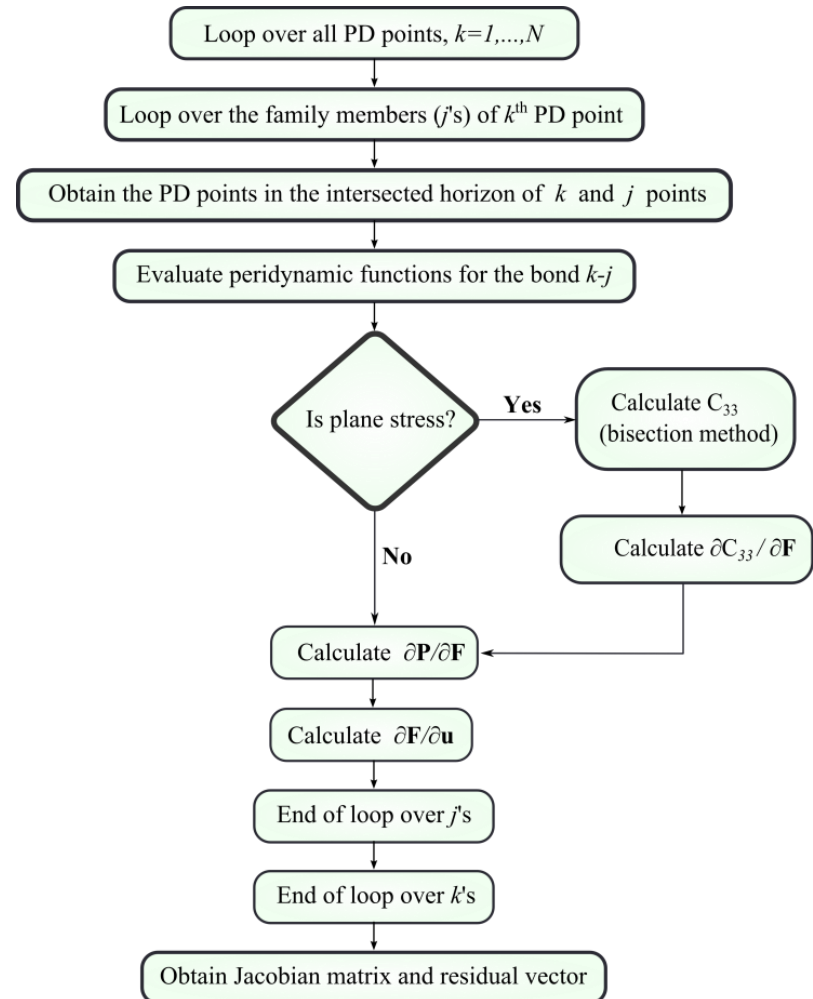 Loop over all PD points, k=1,...,N
Loop over the family members (j's) of kth PD point
Obtain the PD points in the intersected horizon of k and j points
Evaluate peridynamic functions for the bond k-j
Is plane stress?
Yes
Calculate C33
(bisection method)
Calculate ∂C33/ ∂F
No
Calculate ∂P/∂F
Calculate ∂F/∂u
End of loop over j's
End of loop over k's
Obtain Jacobian matrix and residual vector